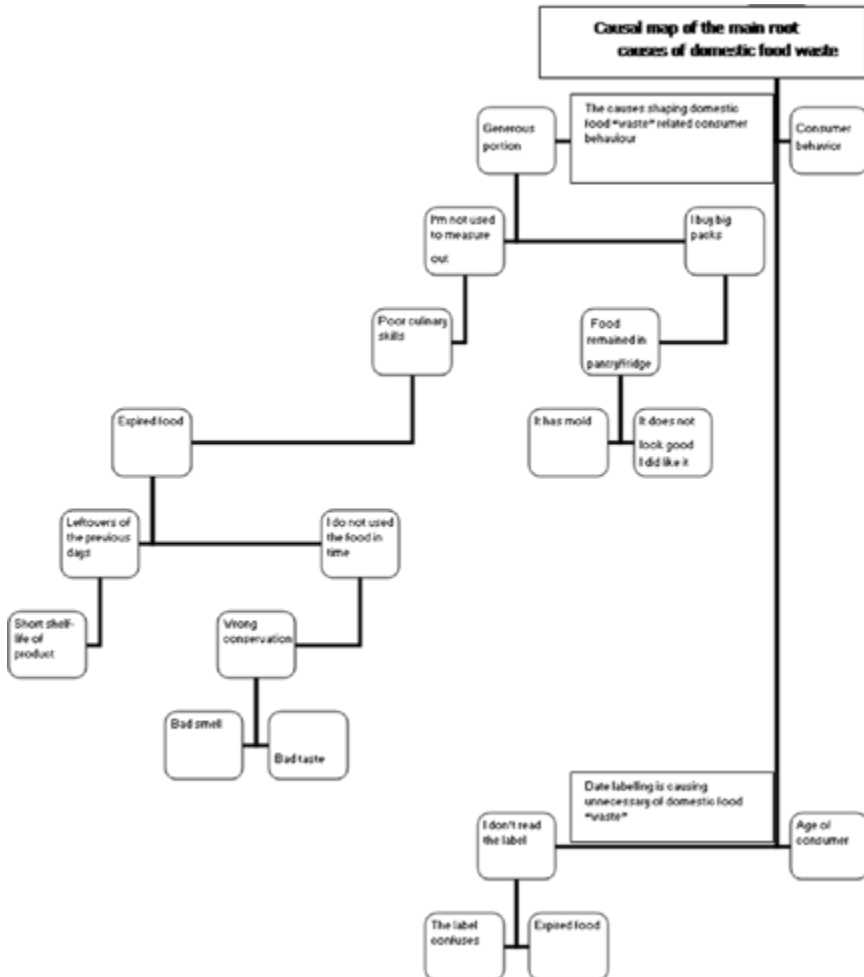 Causal map of the main root
causes of domestic food waste
Generous
portion
The causes shaping domestic
food "waste" related consumer
behaviour
Consumer
behavior
I'm not used
to measure
out
I buy big
packs
Poor culinary
skills
Food
remained in
pantry/fridge
Expired food
It has mold
It does not
look good
I did like it
Leftovers of
the previous
days
I do not used
the food in
time
Short shelf-
life of
product
Wrong
conservation
Bad smell
Bad taste
Date labelling is causing
unnecessary of domestic food
"waste"
I don't read
the label
Age of
consumer
The label
confuses
Expired food